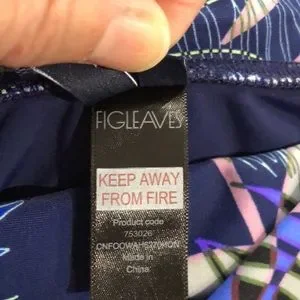 FIGLEAVES
KEEP AWAY
FROM FIRE
Product code
753026
Made in
China